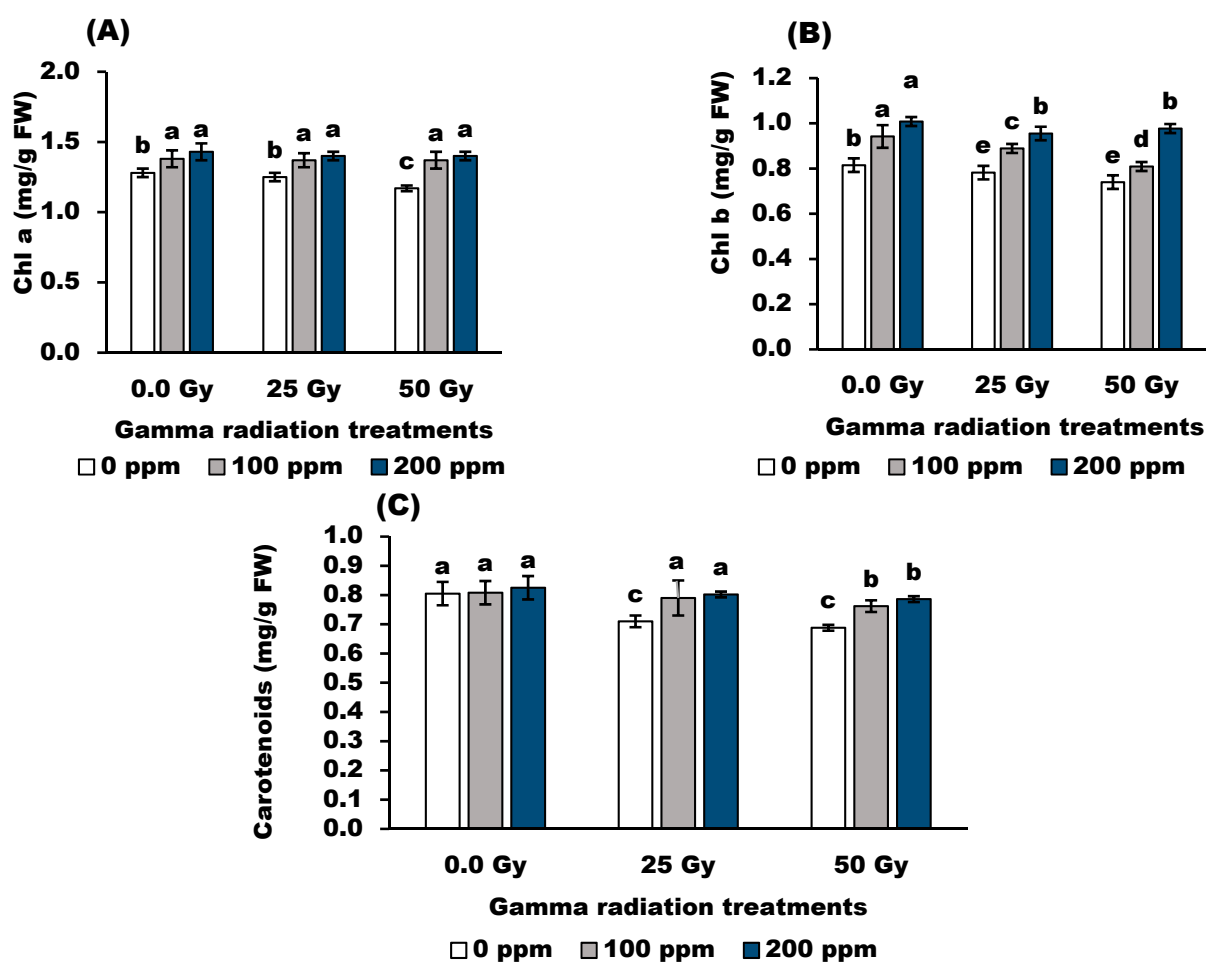 (A)
Chl a (mg/g FW)
2.0
1.5
1.0
0.5
0.0
b a a
b a a
c a a
0.0 Gy 25 Gy 50 Gy
Gamma radiation treatments
0 ppm 100 ppm 200 ppm
(B)
Chl b (mg/g FW)
1.2
1.0
0.8
0.6
0.4
0.2
0.0
b a a
e c b
e d b
0.0 Gy 25 Gy 50 Gy
Gamma radiation treatments
0 ppm 100 ppm 200 ppm
(C)
Carotenoids (mg/g FW)
1.0
0.9
0.8
0.7
0.6
0.5
0.4
0.3
0.2
0.1
0.0
a a a
c a a
c b b
0.0 Gy 25 Gy 50 Gy
Gamma radiation treatments
0 ppm 100 ppm 200 ppm